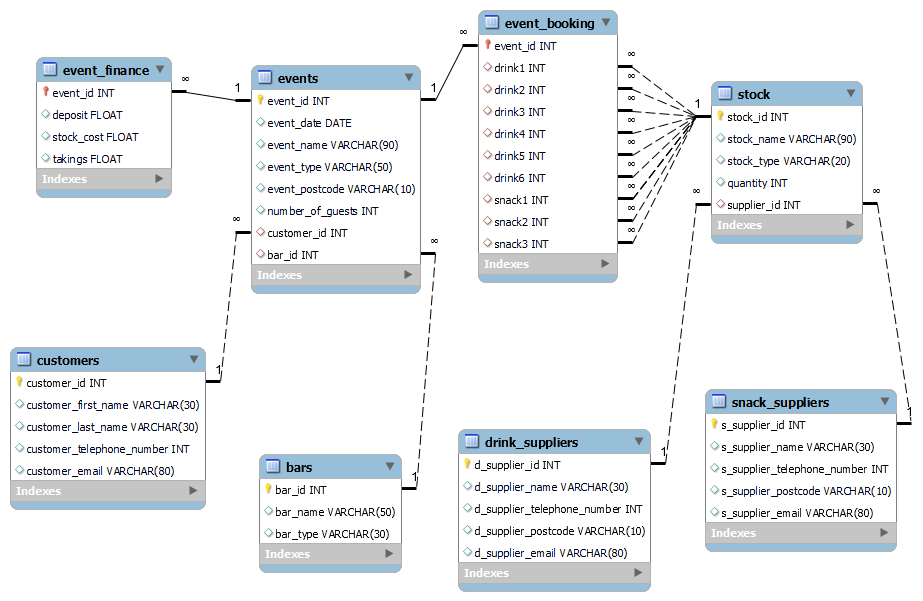 event_finance
event_id INT
deposit FLOAT
stock_cost FLOAT
takings FLOAT
Indexes
∞
1
events
event_id INT
event_date DATE
event_name VARCHAR(90)
event_type VARCHAR(50)
event_postcode VARCHAR(10)
number_of_guests INT
customer_id INT
bar_id INT
Indexes
1
∞
∞
∞
event_booking
event_id INT
drink1 INT
drink2 INT
drink3 INT
drink4 INT
drink5 INT
drink6 INT
snack1 INT
snack2 INT
snack3 INT
Indexes
∞
∞
∞
∞
∞
∞
∞
∞
∞
1
stock
stock_id INT
stock_name VARCHAR(90)
stock_type VARCHAR(20)
quantity INT
supplier_id INT
Indexes
∞
∞
customers
customer_id INT
customer_first_name VARCHAR(30)
customer_last_name VARCHAR(30)
customer_telephone_number INT
customer_email VARCHAR(80)
Indexes
1
bars
bar_id INT
bar_name VARCHAR(50)
bar_type VARCHAR(30)
Indexes
1
drink_suppliers
d_supplier_id INT
d_supplier_name VARCHAR(30)
d_supplier_telephone_number INT
d_supplier_postcode VARCHAR(10)
d_supplier_email VARCHAR(80)
Indexes
1
snack_suppliers
s_supplier_id INT
s_supplier_name VARCHAR(30)
s_supplier_telephone_number INT
s_supplier_postcode VARCHAR(10)
s_supplier_email VARCHAR(80)
Indexes
1